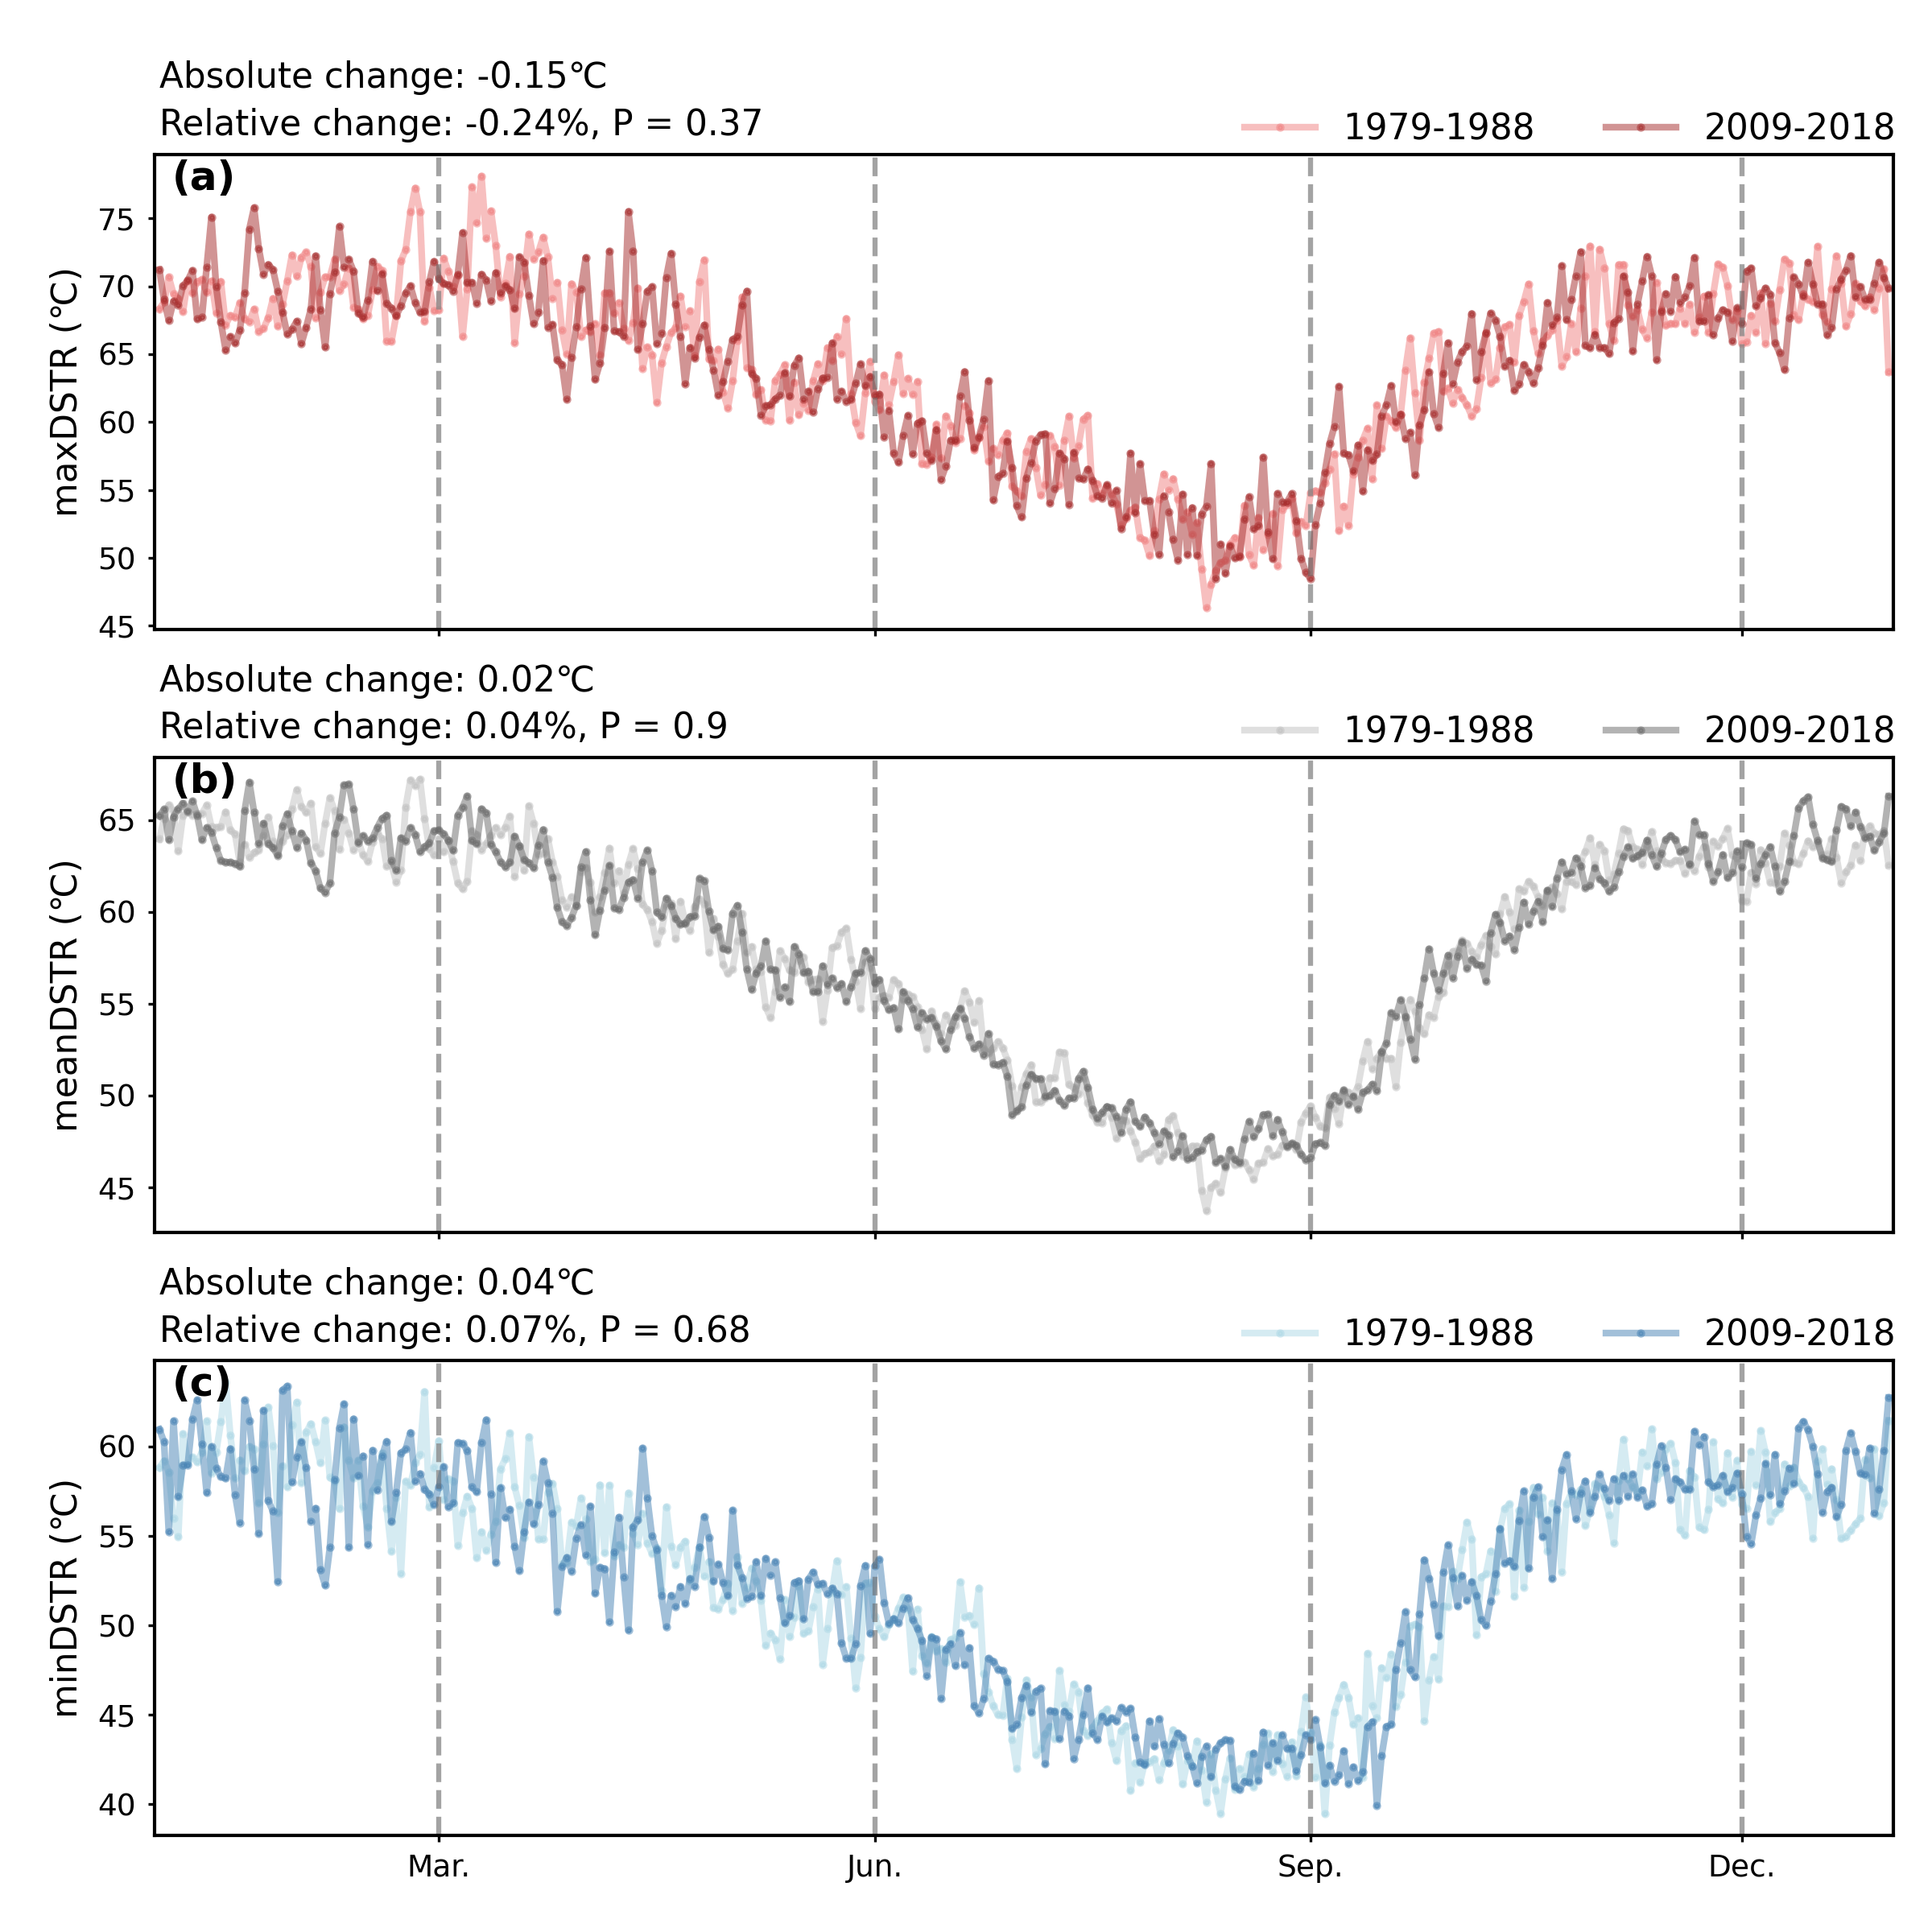 Absolute change: -0.15℃
Relative change: -0.24%, P = 0.37
1979-1988
2009-2018
(a)
75
70
65
60
55
50
45
maxDSTR (℃)
Absolute change: 0.02℃
Relative change: 0.04%, P = 0.9
1979-1988
2009-2018
(b)
65
60
55
50
45
meanDSTR (℃)
Absolute change: 0.04℃
Relative change: 0.07%, P = 0.68
1979-1988
2009-2018
(c)
60
55
50
45
40
minDSTR (℃)
Mar.
Jun.
Sep.
Dec.